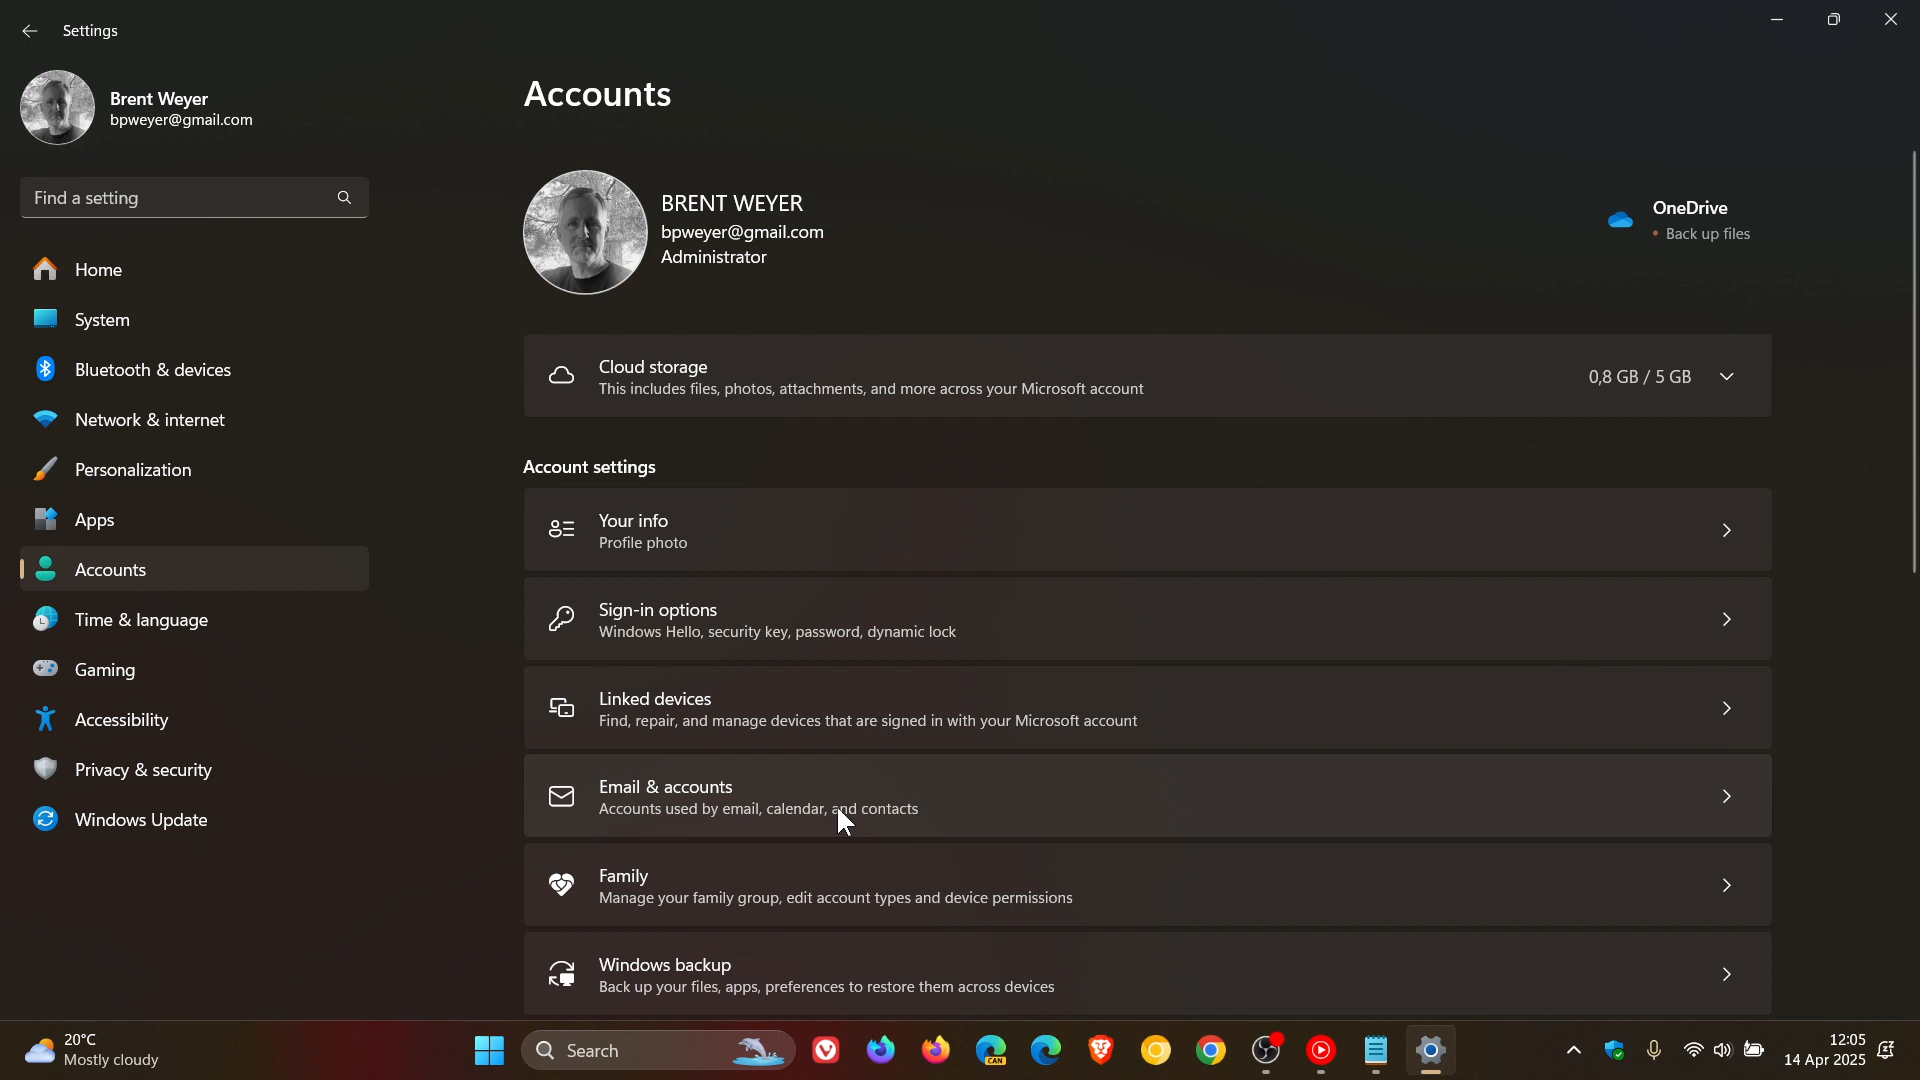 Settings
Brent Weyer
bpweyer@gmail.com
Find a setting
Home
System
Bluetooth & devices
Network & internet
Personalization
Apps
Accounts
Time & language
Gaming
Accessibility
Privacy & security
Windows Update
Accounts
BRENT WEYER
bpweyer@gmail.com
Administrator
OneDrive
• Back up files
Cloud storage
This includes files, photos, attachments, and more across your Microsoft account
0,8 GB / 5 GB
Account settings
Your info
Profile photo
Sign-in options
Windows Hello, security key, password, dynamic lock
Linked devices
Find, repair, and manage devices that are signed in with your Microsoft account
Email & accounts
Accounts used by email, calendar, and contacts
Family
Manage your family group, edit account types and device permissions
Windows backup
Back up your files, apps, preferences to restore them across devices
20°C
Mostly cloudy
Search
CAN
12:05
14 Apr 2025